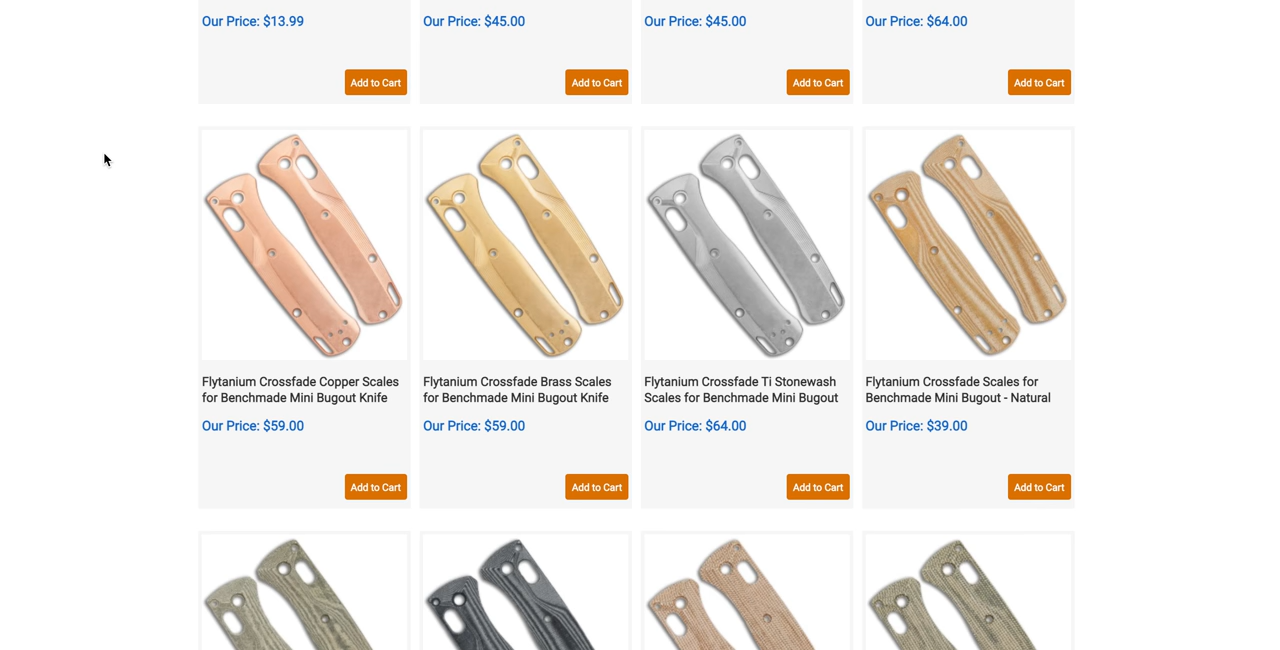 Our Price: $13.99
Our Price: $45.00
Our Price: $45.00
Our Price: $64.00
Add to Cart
Add to Cart
Add to Cart
Add to Cart
Flytanium Crossfade Copper Scales
for Benchmade Mini Bugout Knife
Our Price: $59.00
Add to Cart
Flytanium Crossfade Brass Scales
for Benchmade Mini Bugout Knife
Our Price: $59.00
Add to Cart
Flytanium Crossfade Ti Stonewash
Scales for Benchmade Mini Bugout
Our Price: $64.00
Add to Cart
Flytanium Crossfade Scales for
Benchmade Mini Bugout - Natural
Our Price: $39.00
Add to Cart